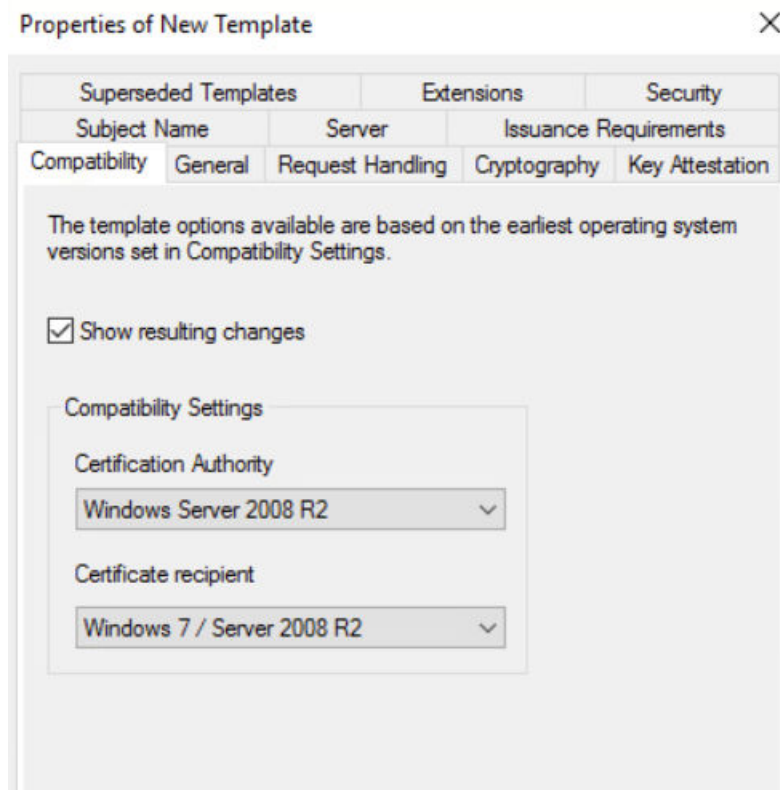 Properties of New Template
Superseded Templates Extensions Security
Subject Name Server Issuance Requirements
Compatibility General Request Handling Cryptography Key Attestation
The template options available are based on the earliest operating system
versions set in Compatibility Settings.
Show resulting changes
Compatibility Settings
Certification Authority
Windows Server 2008 R2
Certificate recipient
Windows 7 / Server 2008 R2